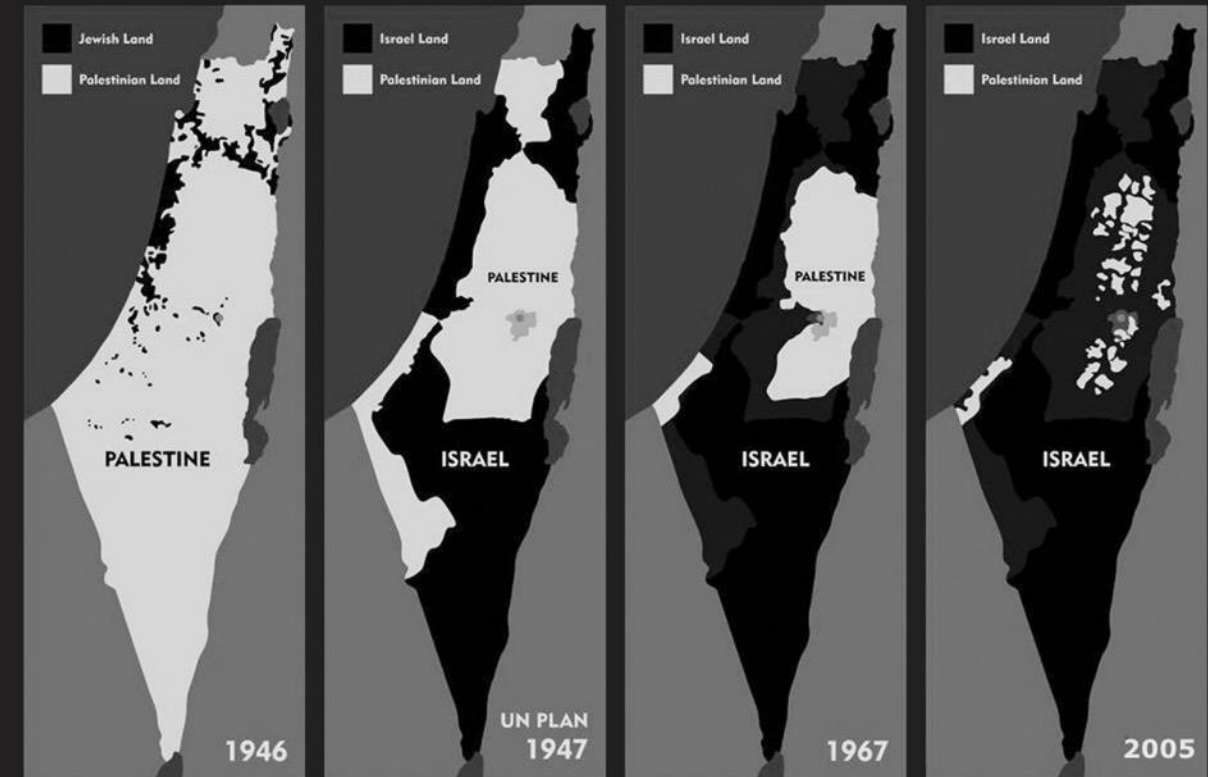 Jewish Land
Palestinian Land
PALESTINE
1946
Israel Land
Palestinian Land
PALESTINE
ISRAEL
UN PLAN
1947
Israel Land
Palestinian Land
PALESTINE
ISRAEL
1967
Israel Land
Palestinian Land
ISRAEL
2005